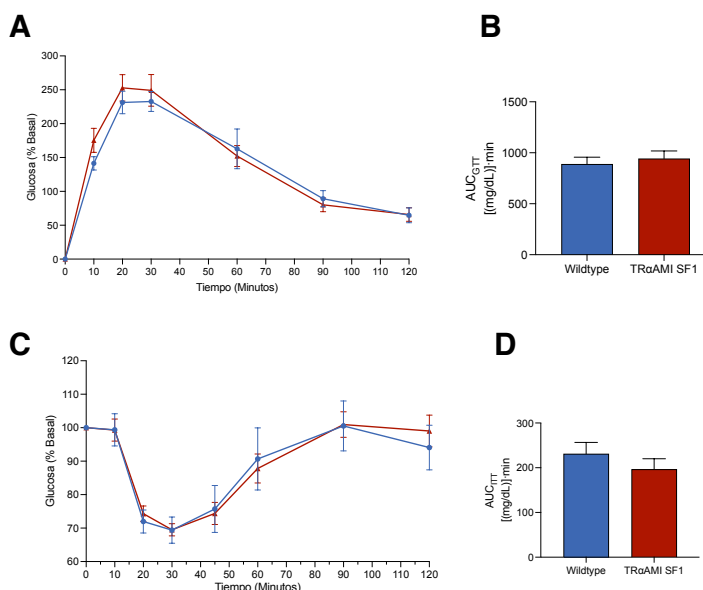 A
300
250
200
150
100
50
0
Glucosa (% Basal)
0 10 20 30 40 50 60 70 80 90 100 110 120
Tiempo (Minutos)
B
1500
1000
500
0
AUCGTT
[(mg/dL)]·min
Wildtype TRαAMI SF1
C
120
110
100
90
80
70
60
Glucosa (% Basal)
0 10 20 30 40 50 60 70 80 90 100 110 120
Tiempo (Minutos)
D
300
200
100
0
AUCITT
[(mg/dL)]·min
Wildtype TRαAMI SF1